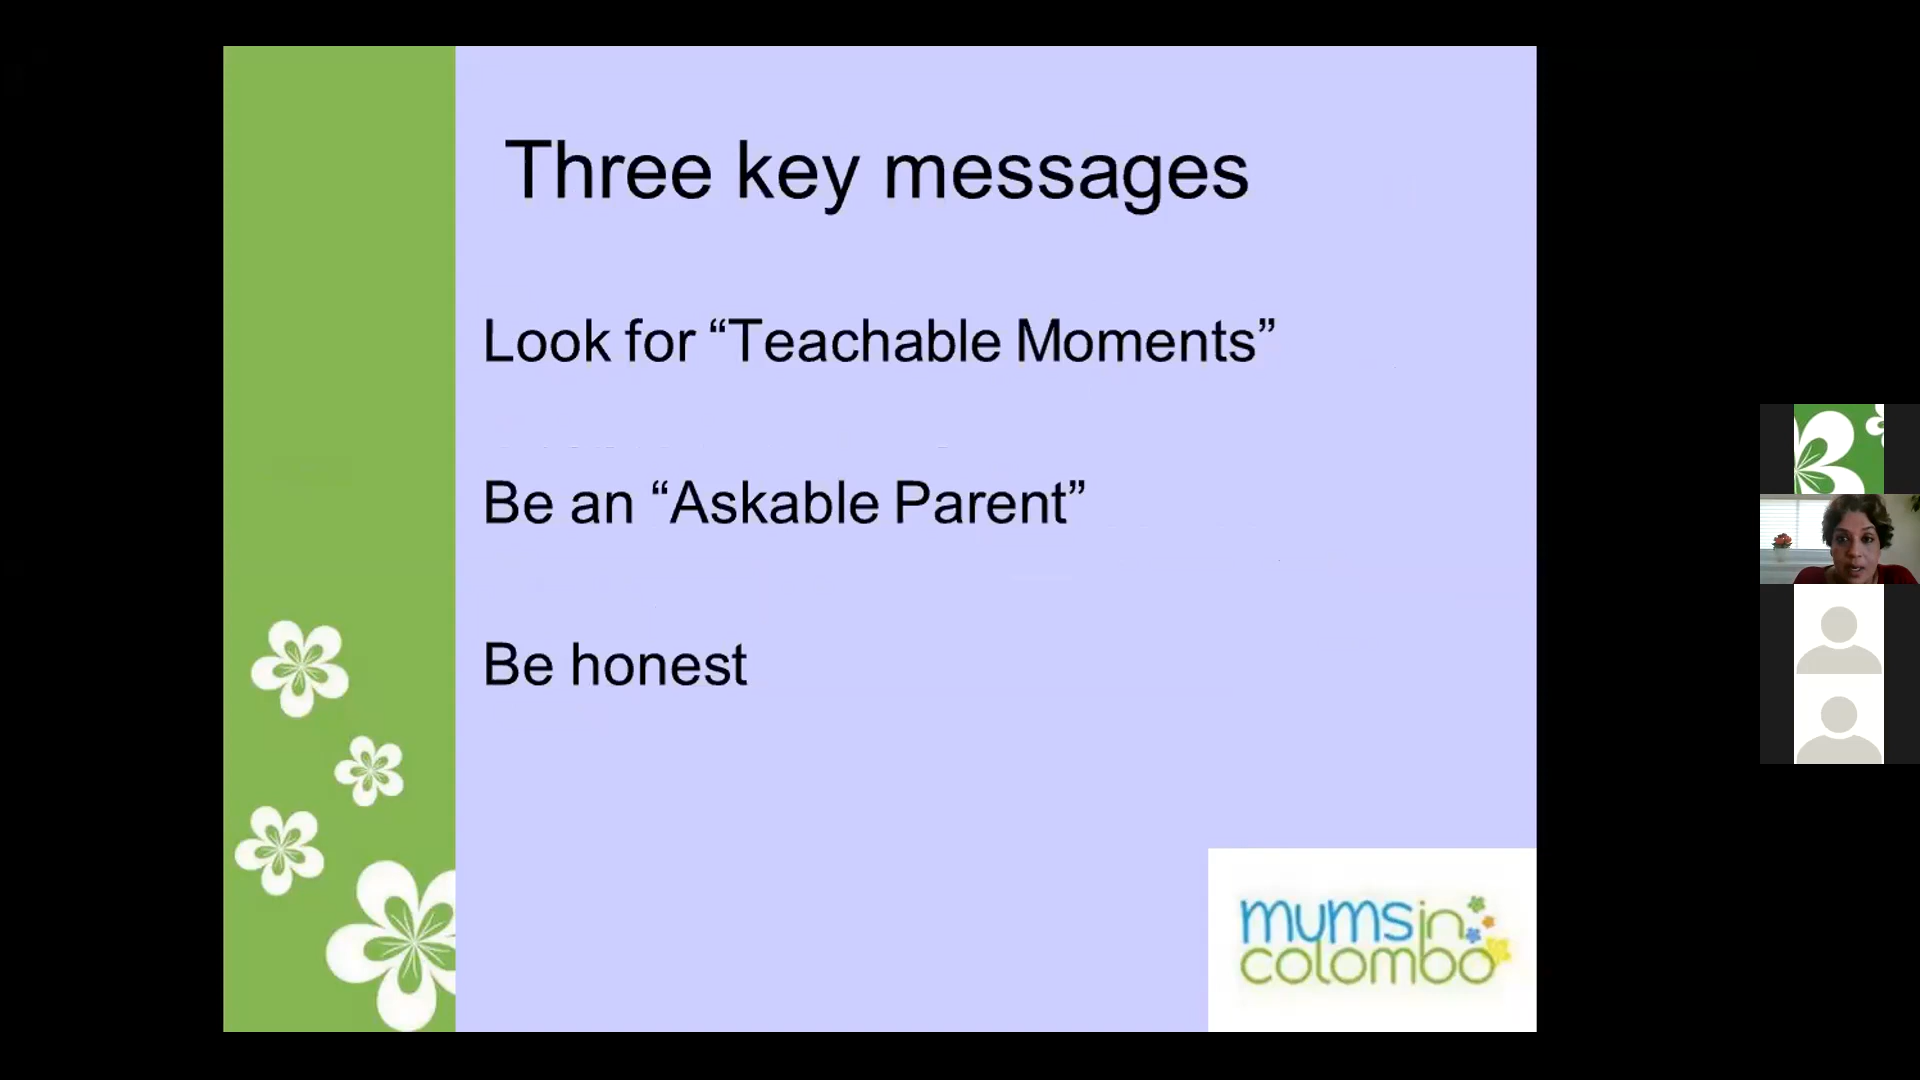 Three key messages
Look for “Teachable Moments”
Be an “Askable Parent”
Be honest
mums in
colombo